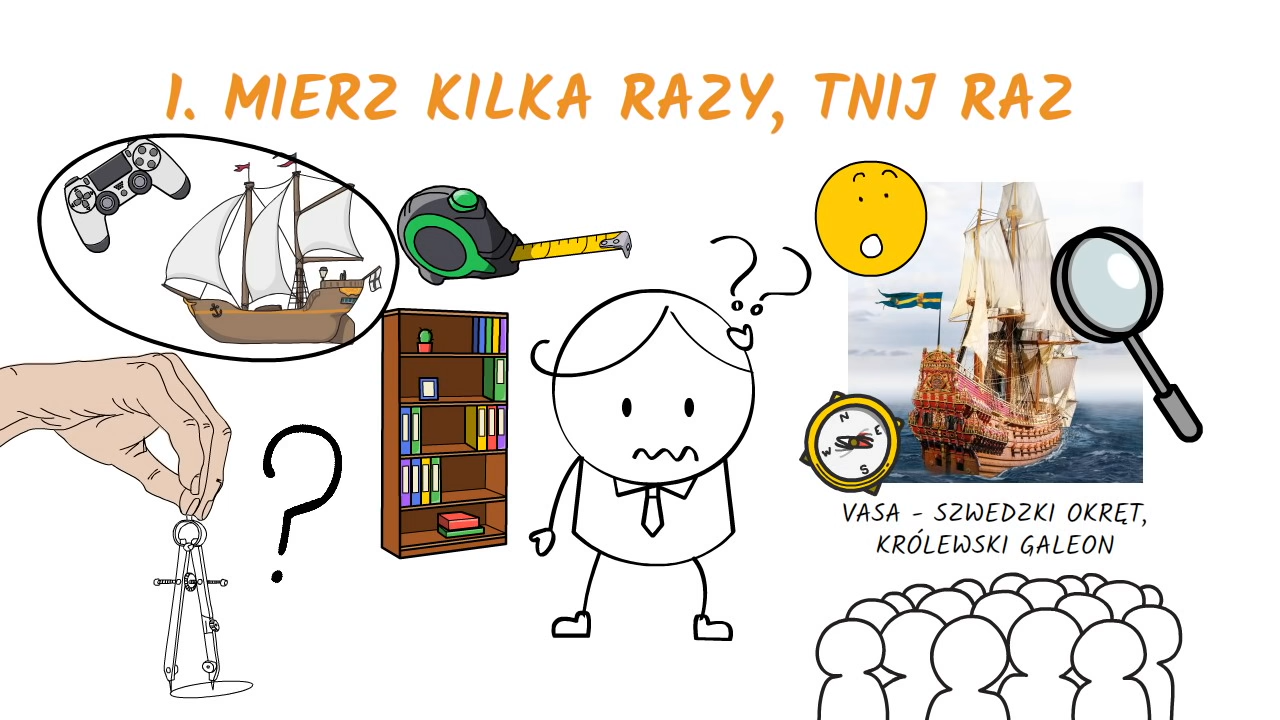 1. MIERZ KILKA RAZY, TNIJ RAZ
N
E
W
S
VASA - SZWEDZKI OKRĘT,
KRÓLEWSKI GALEON